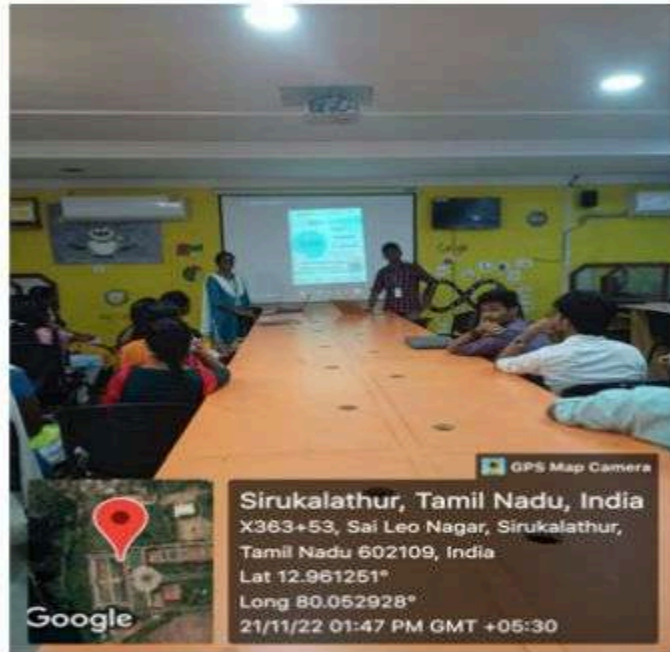 GPS Map Camera
Sirukalathur, Tamil Nadu, India
X363+53, Sai Leo Nagar, Sirukalathur,
Tamil Nadu 602109, India
Lat 12.961251°
Long 80.052928°
21/11/22 01:47 PM GMT +05:30
Google